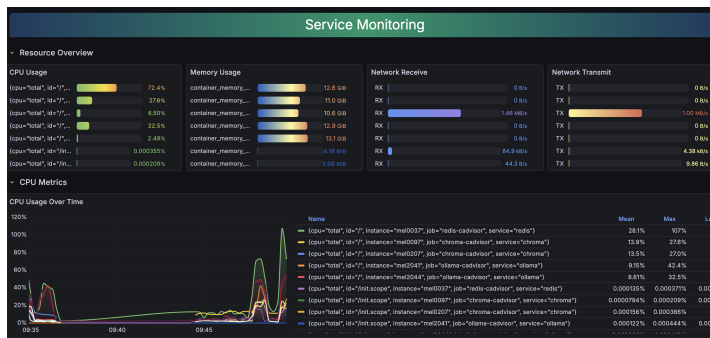 Service Monitoring
Resource Overview
CPU Usage
{cpu="total", id="/",... 72.4%
{cpu="total", id="/",... 27.6%
{cpu="total", id="/",... 6.50%
{cpu="total", id="/",... 22.5%
{cpu="total", id="/",... 2.49%
{cpu="total", id="/in... 0.000355%
{cpu="total", id="/in... 0.000209%
Memory Usage
container_memory_... 12.6 GiB
container_memory_... 11.0 GiB
container_memory_... 10.6 GiB
container_memory_... 12.9 GiB
container_memory_... 13.1 GiB
container_memory_... 4.18 MiB
container_memory_... 1.98 MiB
Network Receive
RX 0 B/s
RX 0 B/s
RX 1.46 MB/s
RX 0 B/s
RX 0 B/s
RX 84.9 kB/s
RX 44.3 B/s
Network Transmit
TX 0 B/s
TX 0 B/s
TX 1.00 MB/s
TX 0 B/s
TX 0 B/s
TX 4.38 kB/s
TX 9.86 B/s
CPU Metrics
CPU Usage Over Time
120%
100%
80%
60%
40%
20%
0%
09:35 09:40 09:45
Name Mean Max La
{cpu="total", id="/", instance="mel0037", job="redis-cadvisor", service="redis"} 28.1% 107%
{cpu="total", id="/", instance="mel0097", job="chroma-cadvisor", service="chroma"} 13.9% 27.6%
{cpu="total", id="/", instance="mel0207", job="chroma-cadvisor", service="chroma"} 13.5% 27.0%
{cpu="total", id="/", instance="mel2041", job="ollama-cadvisor", service="ollama"} 9.15% 42.4%
{cpu="total", id="/", instance="mel2044", job="ollama-cadvisor", service="ollama"} 8.61% 32.5%
{cpu="total", id="/init.scope", instance="mel0037", job="redis-cadvisor", service="redis"} 0.000135% 0.000371% 0.0
{cpu="total", id="/init.scope", instance="mel0097", job="chroma-cadvisor", service="chroma"} 0.0000794% 0.000209% 0.0
{cpu="total", id="/init.scope", instance="mel0207", job="chroma-cadvisor", service="chroma"} 0.000156% 0.000366% 0.0
{cpu="total", id="/init.scope", instance="mel2041", job="ollama-cadvisor", service="ollama"} 0.000122% 0.000444% 0.0